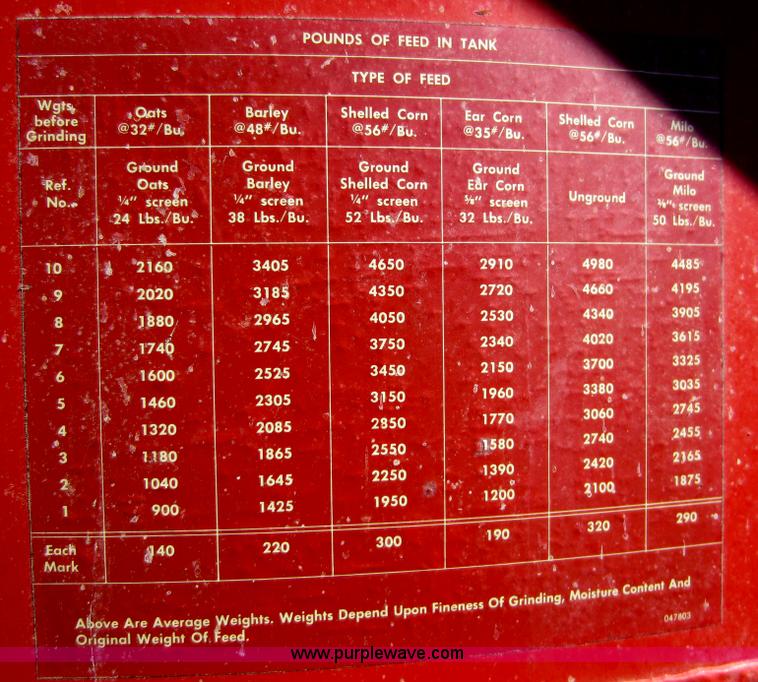 POUNDS OF FEED IN TANK
TYPE OF FEED
Wgts. before Grinding Oats @32#/Bu. Barley @48#/Bu. Shelled Corn @56#/Bu. Ear Corn @35#/Bu. Shelled Corn @56#/Bu. Milo @56#/Bu.
Ref. No. Ground Oats ¼" screen 24 Lbs./Bu. Ground Barley ¼" screen 38 Lbs./Bu. Ground Shelled Corn ¼" screen 52 Lbs./Bu. Ground Ear Corn screen 32 Lbs./Bu. Unground Ground Milo screen 50 Lbs./Bu.
10 2160 3405 4650 2910 4980 4485
9 2020 3185 4350 2720 4660 4195
8 1880 2965 4050 2530 4340 3905
7 1740 2745 3750 2340 4020 3615
6 1600 2525 3450 2150 3700 3325
5 1460 2305 3150 1960 3380 3035
4 1320 2085 2850 1770 3060 2745
3 1180 1865 2550 1580 2740 2455
2 1040 1645 2250 1390 2420 2165
1 900 1425 1950 1200 2100 1875
Each Mark 140 220 300 190 320 290
Above Are Average Weights. Weights Depend Upon Fineness Of Grinding, Moisture Content And
Original Weight Of Feed.
047803
www.purplewave.com